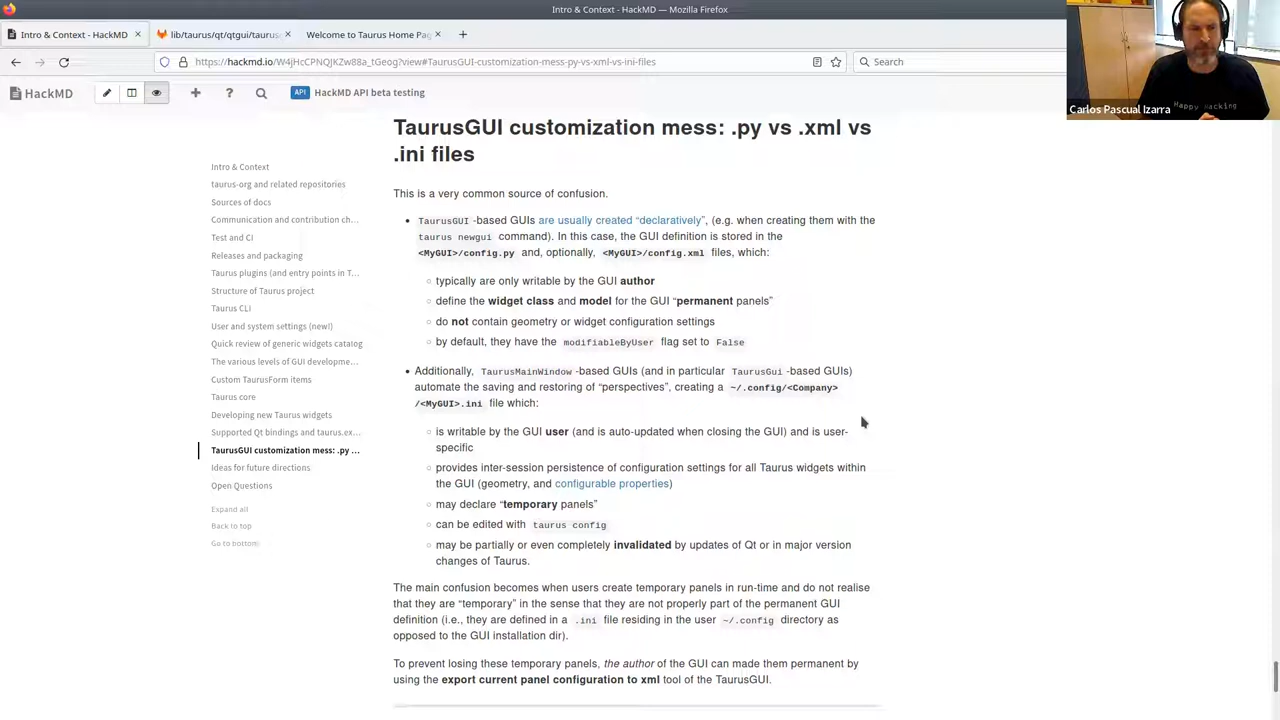 Intro & Context - HackMD — Mozilla Firefox
Intro & Context - HackMD
lib/taurus/qt/qtgui/taurus
Welcome to Taurus Home Pag
https://hackmd.io/W4jHcCPNQJKZw88a_tGeog?view#TaurusGUI-customization-mess-py-vs-xml-vs-ini-files
Search
HackMD
API HackMD API beta testing
Carlos Pascual Izarra
Happy Hacking
Intro & Context
taurus-org and related repositories
Sources of docs
Communication and contribution ch...
Test and CI
Releases and packaging
Taurus plugins (and entry points in T...
Structure of Taurus project
Taurus CLI
User and system settings (new!)
Quick review of generic widgets catalog
The various levels of GUI developme...
Custom TaurusForm items
Taurus core
Developing new Taurus widgets
Supported Qt bindings and taurus.ex...
TaurusGUI customization mess: .py ...
Ideas for future directions
Open Questions
Expand all
Back to top
Go to bottom
TaurusGUI customization mess: .py vs .xml vs
.ini files
This is a very common source of confusion.
• TaurusGUI -based GUIs are usually created “declaratively”, (e.g. when creating them with the
taurus newgui command). In this case, the GUI definition is stored in the
<MyGUI>/config.py and, optionally, <MyGUI>/config.xml files, which:
○ typically are only writable by the GUI author
○ define the widget class and model for the GUI “permanent panels”
○ do not contain geometry or widget configuration settings
○ by default, they have the modifiableByUser flag set to False
• Additionally, TaurusMainWindow -based GUIs (and in particular TaurusGui -based GUIs)
automate the saving and restoring of “perspectives”, creating a ~/.config/<Company>
/<MyGUI>.ini file which:
○ is writable by the GUI user (and is auto-updated when closing the GUI) and is user-
specific
○ provides inter-session persistence of configuration settings for all Taurus widgets within
the GUI (geometry, and configurable properties)
○ may declare “temporary panels”
○ can be edited with taurus config
○ may be partially or even completely invalidated by updates of Qt or in major version
changes of Taurus.
The main confusion becomes when users create temporary panels in run-time and do not realise
that they are “temporary” in the sense that they are not properly part of the permanent GUI
definition (i.e., they are defined in a .ini file residing in the user ~/.config directory as
opposed to the GUI installation dir).
To prevent losing these temporary panels, the author of the GUI can made them permanent by
using the export current panel configuration to xml tool of the TaurusGUI.